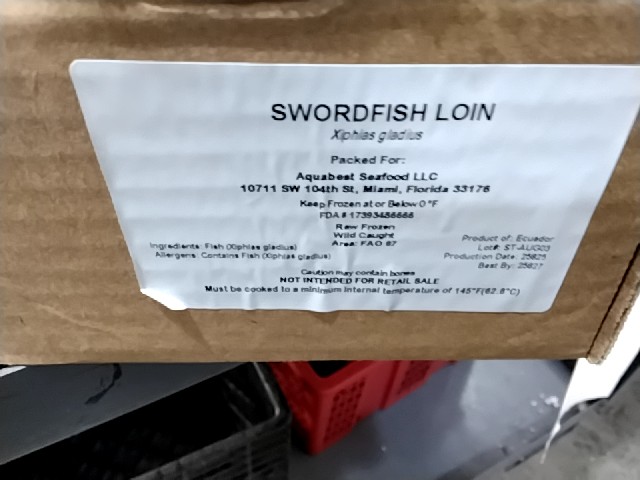 SWORDFISH LOIN
Xiphias gladius
Packed For:
Aquabest Seafood LLC
10711 SW 104th St, Miami, Florida 33176
Keep Frozen at or Below 0 °F
FDA # 17393486666
Raw Frozen
Wild Caught
Area: FAO 87
Ingredients: Fish (Xiphias gladius)
Allergens: Contains Fish (Xiphias gladius)
Product of: Ecuador
Lot#: ST-AUG03
Production Date: 25825
Best By: 25827
Caution may contain bones
NOT INTENDED FOR RETAIL SALE
Must be cooked to a minimum internal temperature of 145°F(62.8°C)